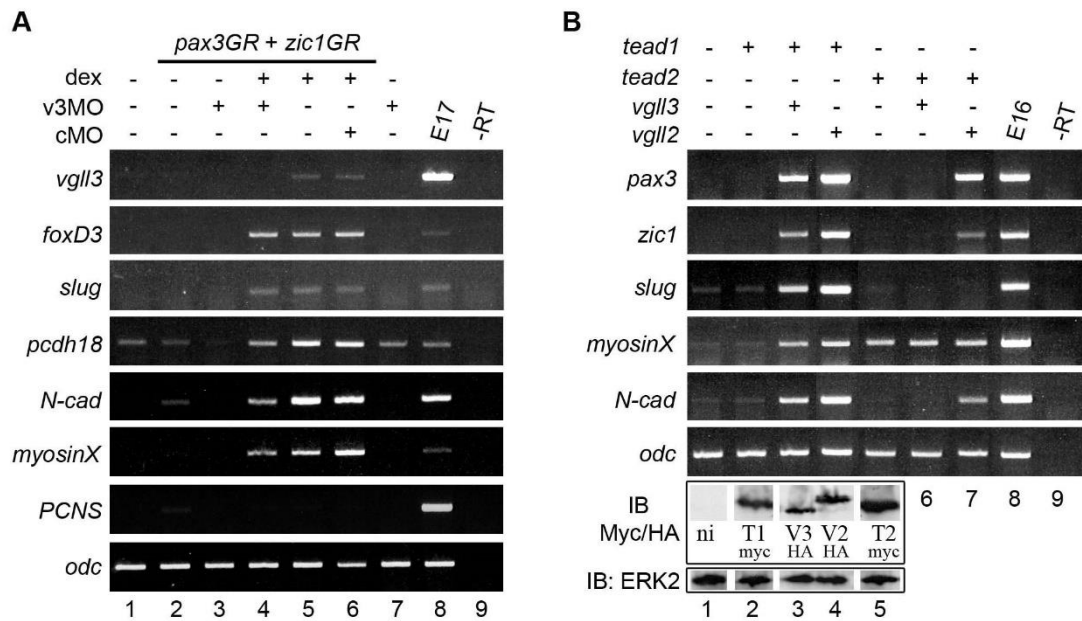 A
pax3GR + zic1GR
dex - - - + + + -
v3MO - - + + - - +
cMO - - - - - + - E17 -RT
vgll3
foxD3
slug
pcdh18
N-cad
myosinX
PCNS
odc
1 2 3 4 5 6 7 8 9
B
tead1 - + + + - - -
tead2 - - - - + + +
vgll3 - - + - - + -
vgll2 - - - + - - + E16 -RT
pax3
zic1
slug
myosinX
N-cad
odc
IB 6 7 8 9
Myc/HA ni T1 V3 V2 T2
myc HA HA myc
IB: ERK2
1 2 3 4 5